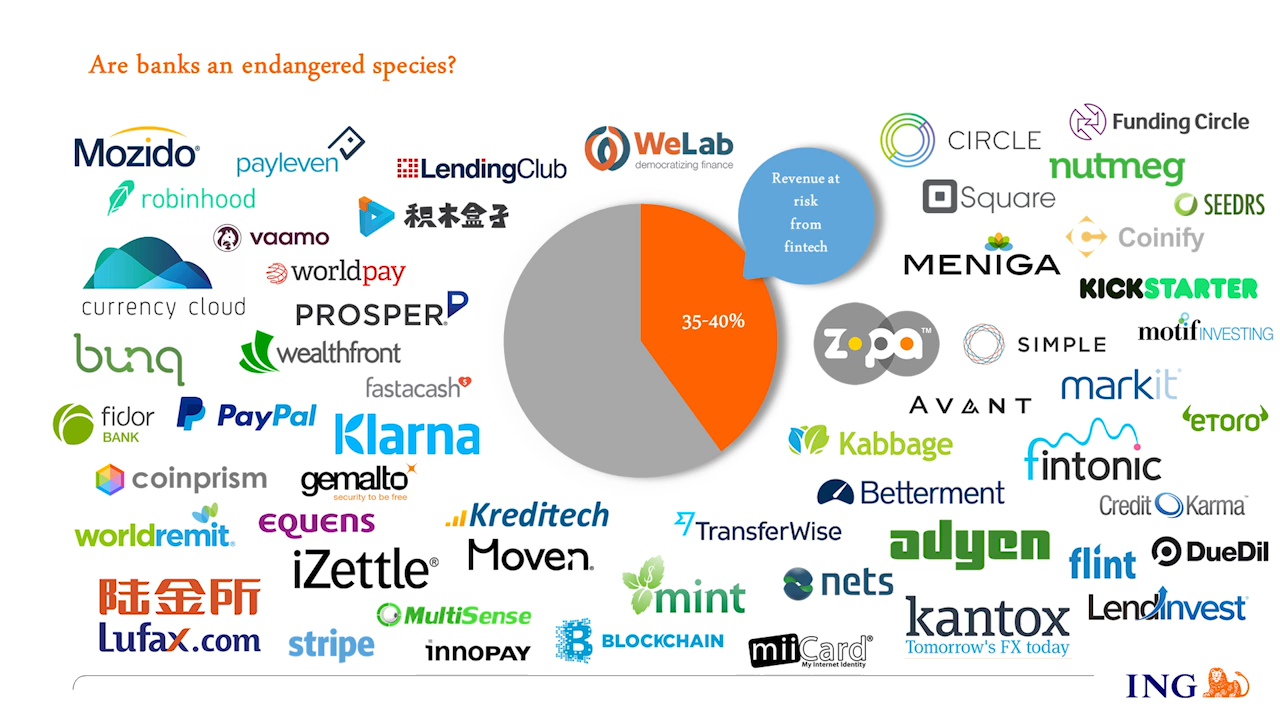 Are banks an endangered species?
Mozido®
payleven
LendingClub
WeLab
democratizing finance
CIRCLE
Funding Circle
nutmeg
robinhood
积木盒子
Revenue at
risk
from
fintech
Square
SEEDRS
vaamo
Coinify
worldpay
MENIGA
currency cloud
PROSPER
KICKSTARTER
35-40%
zopa™
SIMPLE
motif INVESTING
bunq
wealthfront
fastacash
markit
AVANT
fidor
BANK
PayPal
Klarna
eTORO
Kabbage
fintonic
coinprism
gemalto
security to be free
Betterment
Credit Karma
worldremit
eQUENS
Kreditech
TransferWise
adyen
flint
DueDil
iZettle®
Moven
mint
nets
陆金所
Lufax.com
MultiSense
LendInvest
kantox
Tomorrow's FX today
stripe
innoPAY
BLOCKCHAIN
miiCard®
My Internet Identity
ING